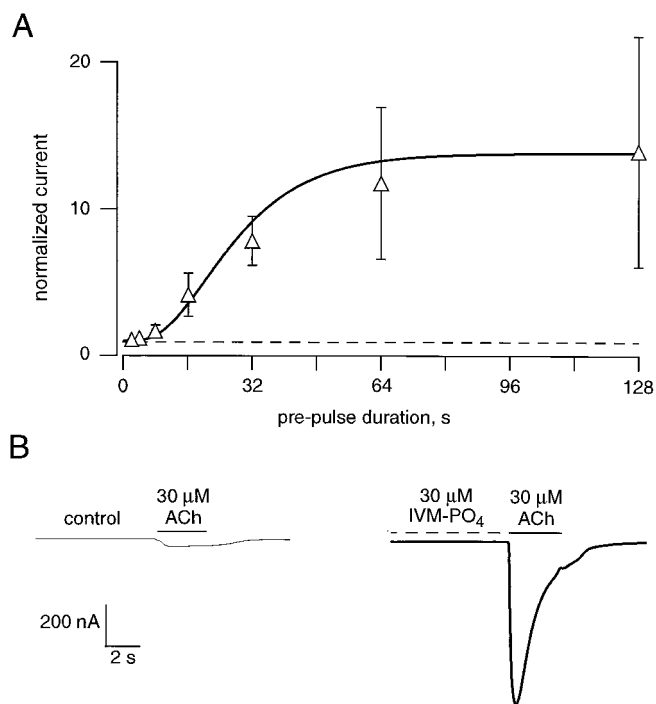 A
20
10
0
normalized current
0 32 64 96 128
pre-pulse duration, s
B
control
30 μM
ACh
30 μM
IVM-PO₄
30 μM
ACh
200 nA
2 s